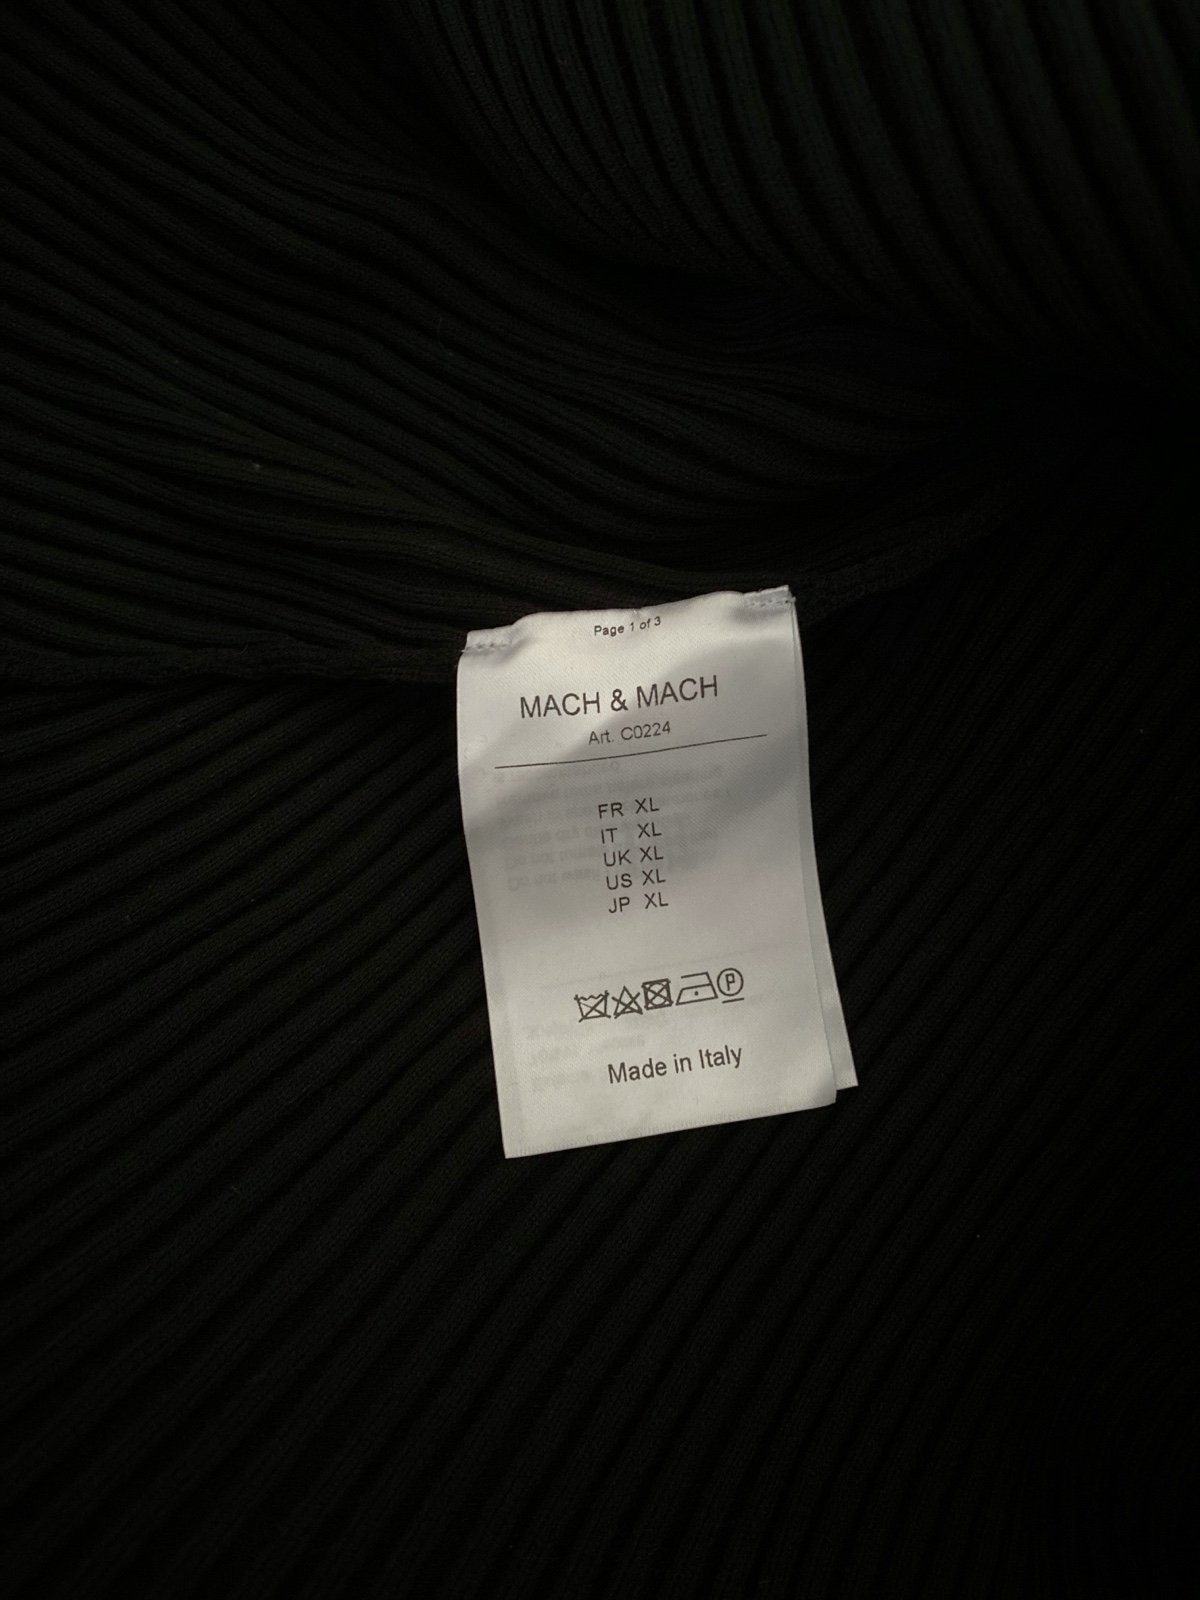 Page 1 of 3
MACH & MACH
Art. C0224
FR XL
IT XL
UK XL
US XL
JP XL
P
Made in Italy